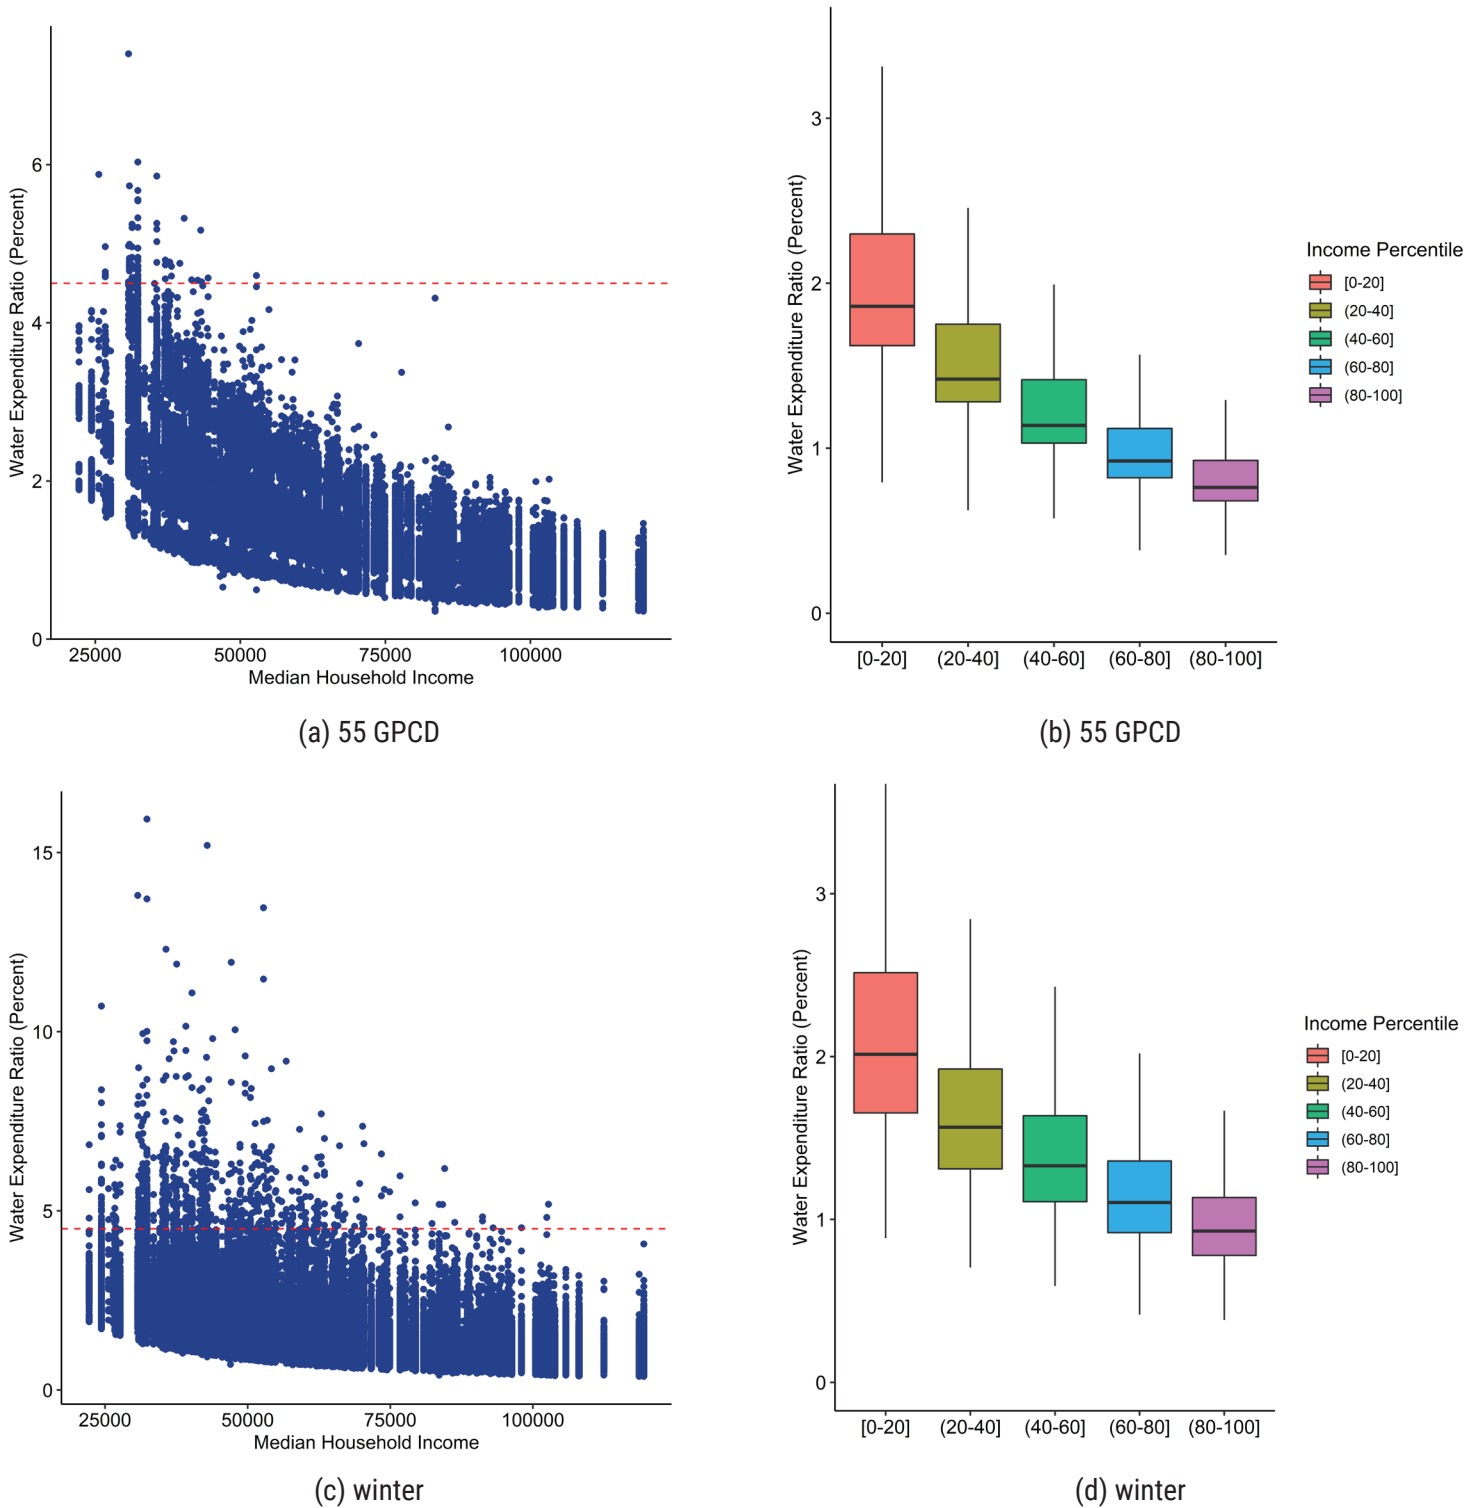 Water Expenditure Ratio (Percent)
6
4
2
0
25000 50000 75000 100000
Median Household Income
(a) 55 GPCD
Water Expenditure Ratio (Percent)
3
2
1
0
[0-20] (20-40] (40-60] (60-80] (80-100]
Income Percentile
[0-20]
(20-40]
(40-60]
(60-80]
(80-100]
(b) 55 GPCD
Water Expenditure Ratio (Percent)
15
10
5
0
25000 50000 75000 100000
Median Household Income
(c) winter
Water Expenditure Ratio (Percent)
3
2
1
0
[0-20] (20-40] (40-60] (60-80] (80-100]
Income Percentile
[0-20]
(20-40]
(40-60]
(60-80]
(80-100]
(d) winter